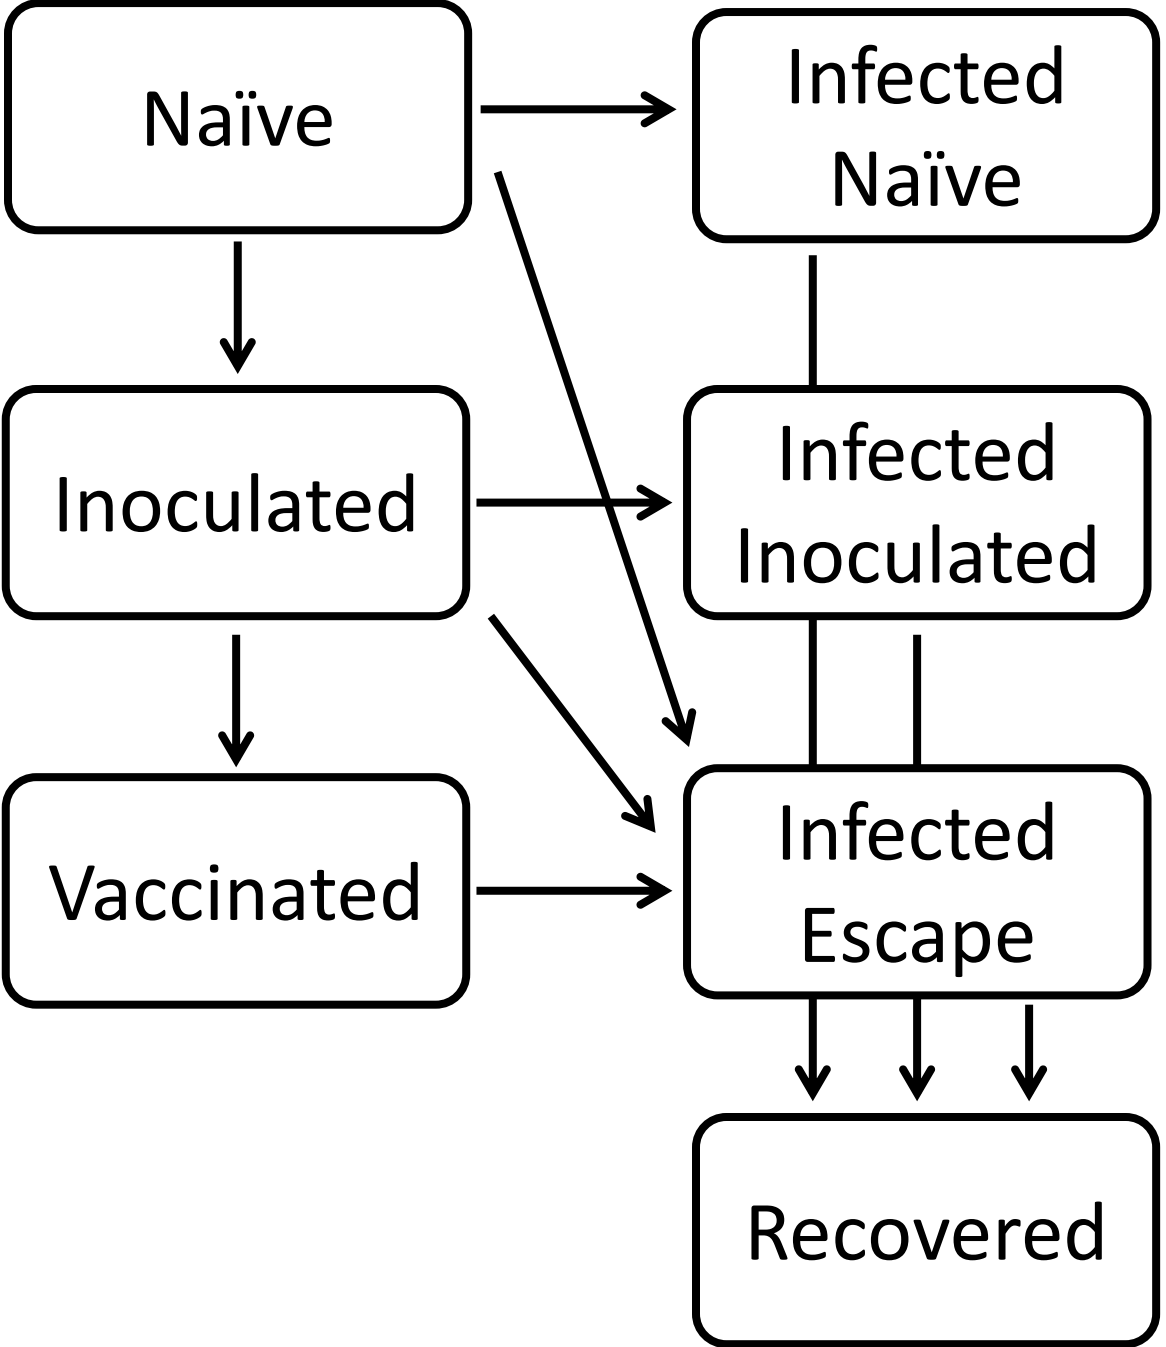 Naïve
Infected
Naïve
Inoculated
Infected
Inoculated
Vaccinated
Infected
Escape
Recovered